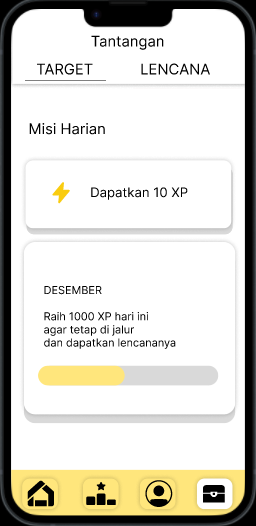 Tantangan
TARGET LENCANA
Misi Harian
Dapatkan 10 XP
DESEMBER
Raih 1000 XP hari ini
agar tetap di jalur
dan dapatkan lencananya